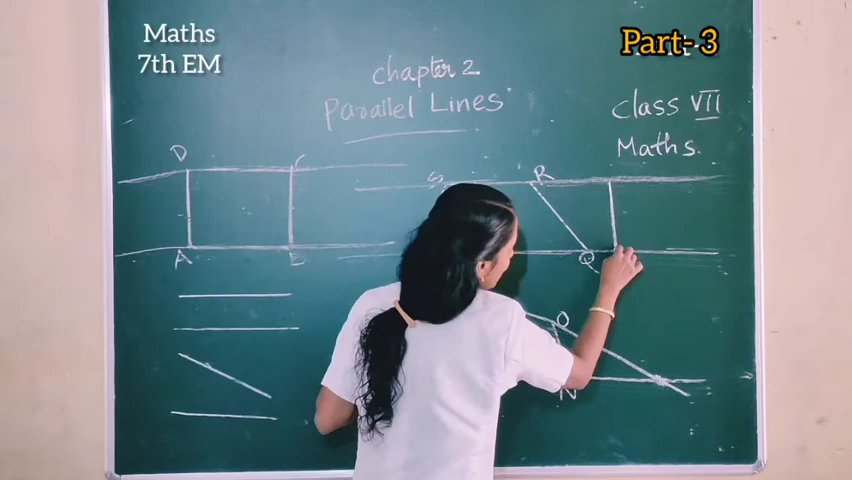 Maths
7th EM
Part-3
chapter 2
Parallel Lines
class VII
Maths.
D
C
S
R
A
B
Q
O
N